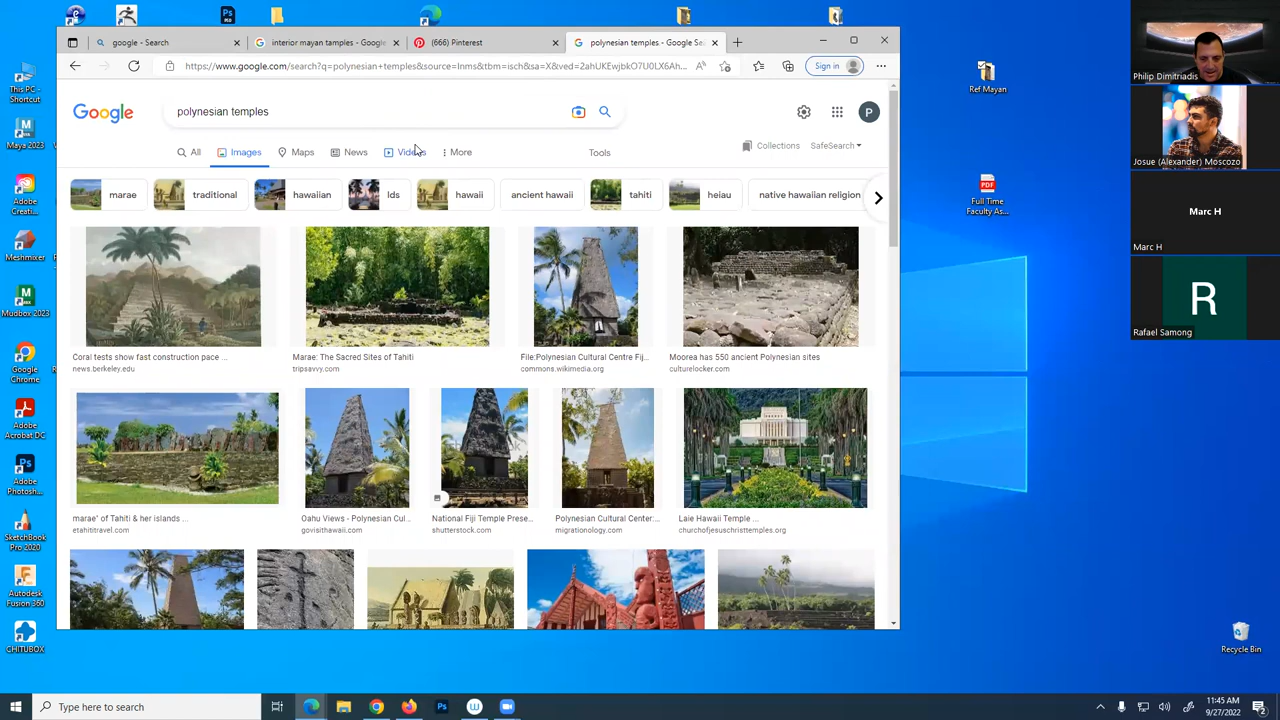 google - Search
interior mayan tamples - Google
(666) Pinterest
polynesian temples - Google Sea
https://www.google.com/search?q=polynesian+temples&source=lnms&tbm=isch&sa=X&ved=2ahUKEwjbkO7U0LX6Ah...
Sign in
Google
polynesian temples
P
All
Images
Maps
News
Videos
More
Tools
Collections
SafeSearch
marae
traditional
hawaiian
lds
hawaii
ancient hawaii
tahiti
heiau
native hawaiian religion
Coral tests show fast construction pace ...
news.berkeley.edu
Marae: The Sacred Sites of Tahiti
tripsavvy.com
File:Polynesian Cultural Centre Fij...
commons.wikimedia.org
Moorea has 550 ancient Polynesian sites
culturelocker.com
marae" of Tahiti & her islands ...
etahititravel.com
Oahu Views - Polynesian Cul...
govisithawaii.com
National Fiji Temple Prese...
shutterstock.com
Polynesian Cultural Center:...
migrationology.com
Laie Hawaii Temple ...
churchofjesuschristtemples.org
This PC -
Shortcut
Maya 2023
Adobe
Creati...
Meshmixer
Mudbox 2023
Google
Chrome
Adobe
Acrobat DC
Adobe
Photosh...
SketchBook
Pro 2020
Autodesk
Fusion 360
CHITUBOX
Ref Mayan
PDF
Full Time
Faculty As...
Recycle Bin
Philip Dimitriadis
Josue (Alexander) Moscozo
Marc H
Marc H
R
Rafael Samong
Type here to search
11:45 AM
9/27/2022
2